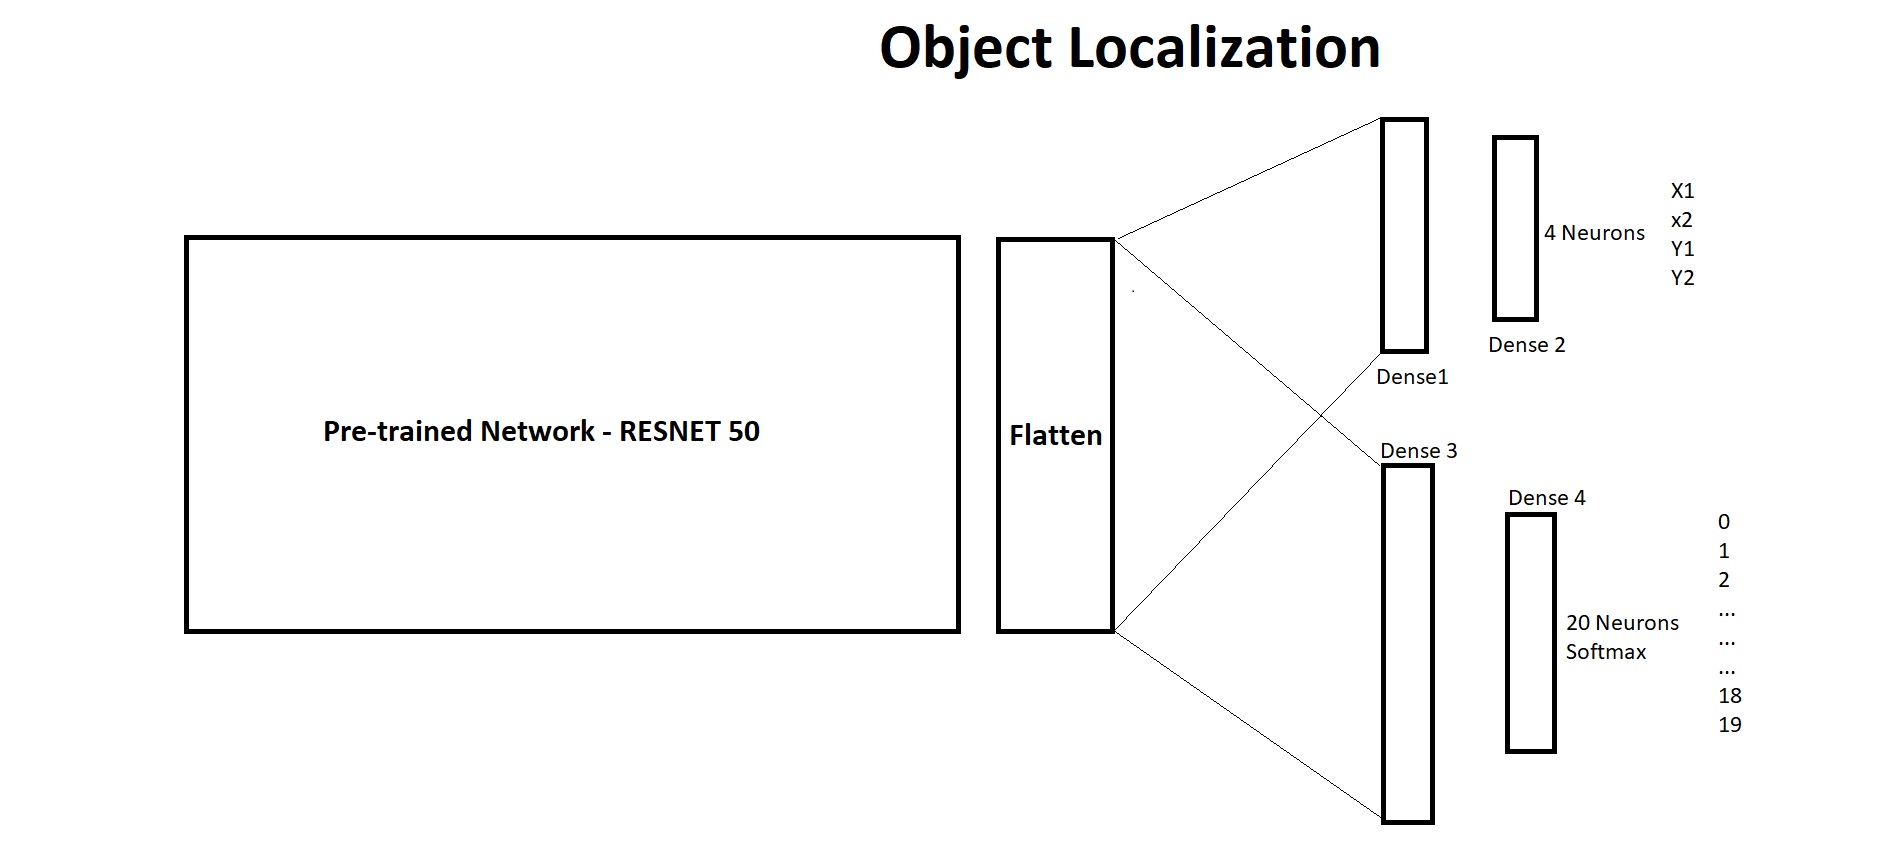 Object Localization
Pre-trained Network - RESNET 50
Flatten
Dense1
Dense 2
4 Neurons
X1
x2
Y1
Y2
Dense 3
Dense 4
20 Neurons
Softmax
0
1
2
...
...
...
18
19